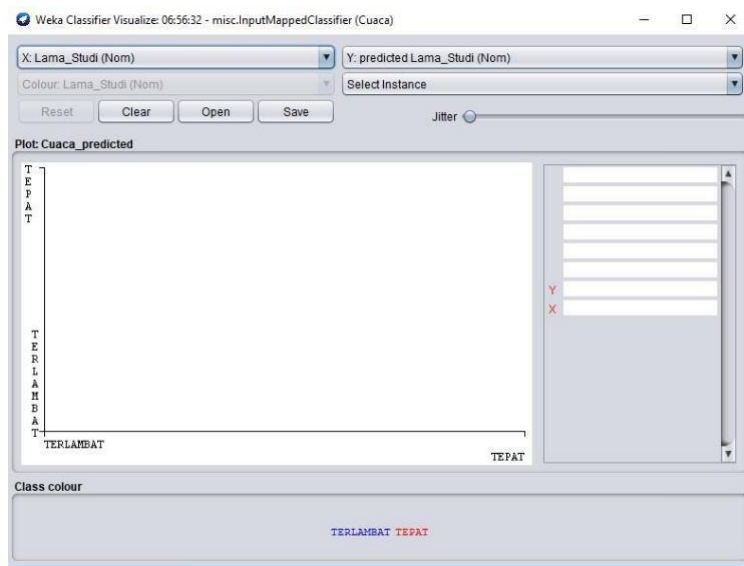 Weka Classifier Visualize: 06:56:32 - misc.InputMappedClassifier (Cuaca)
X: Lama_Studi (Nom) Y: predicted Lama_Studi (Nom)
Colour: Lama_Studi (Nom) Select Instance
Reset Clear Open Save Jitter
Plot: Cuaca_predicted
TEPAT
TERLAMBAT
Y
X
TERLAMBAT
TEPAT
Class colour
TERLAMBAT TEPAT